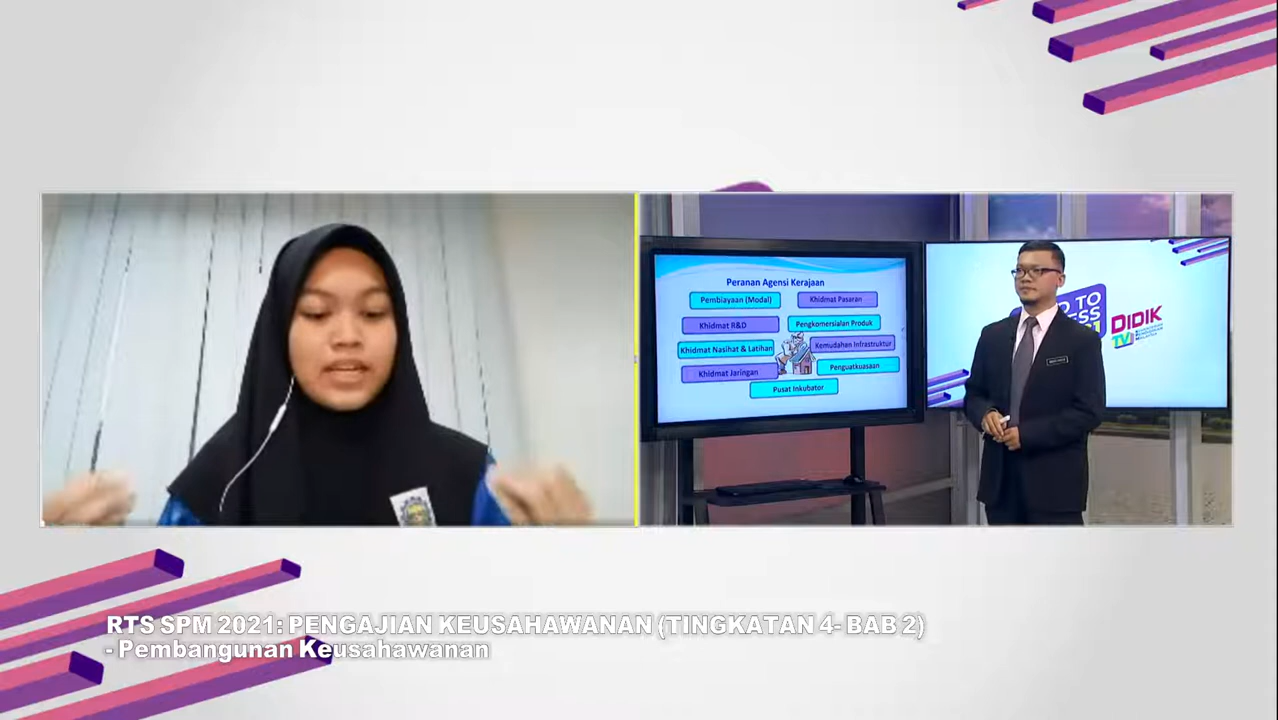 Peranan Agensi Kerajaan
Pembiayaan (Modal)
Khidmat Pasaran
Khidmat R&D
Pengkomersialan Produk
Khidmat Nasihat & Latihan
Kemudahan Infrastruktur
Khidmat Jaringan
Penguatkuasaan
Pusat Inkubator
DIDIK
TV
RTS SPM 2021: PENGAJIAN KEUSAHAWANAN (TINGKATAN 4- BAB 2)
- Pembangunan Keusahawanan